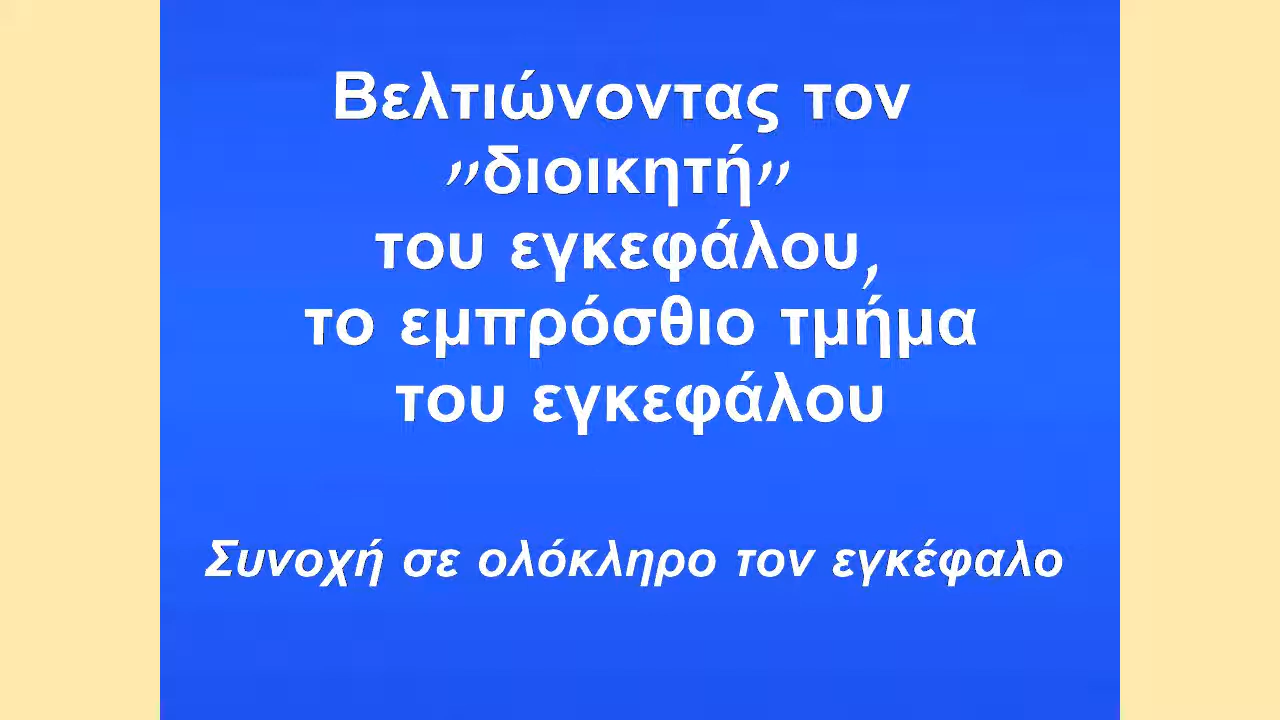 Βελτιώνοντας τον
"διοικητή"
του εγκεφάλου,
το εμπρόσθιο τμήμα
του εγκεφάλου
Συνοχή σε ολόκληρο τον εγκέφαλο